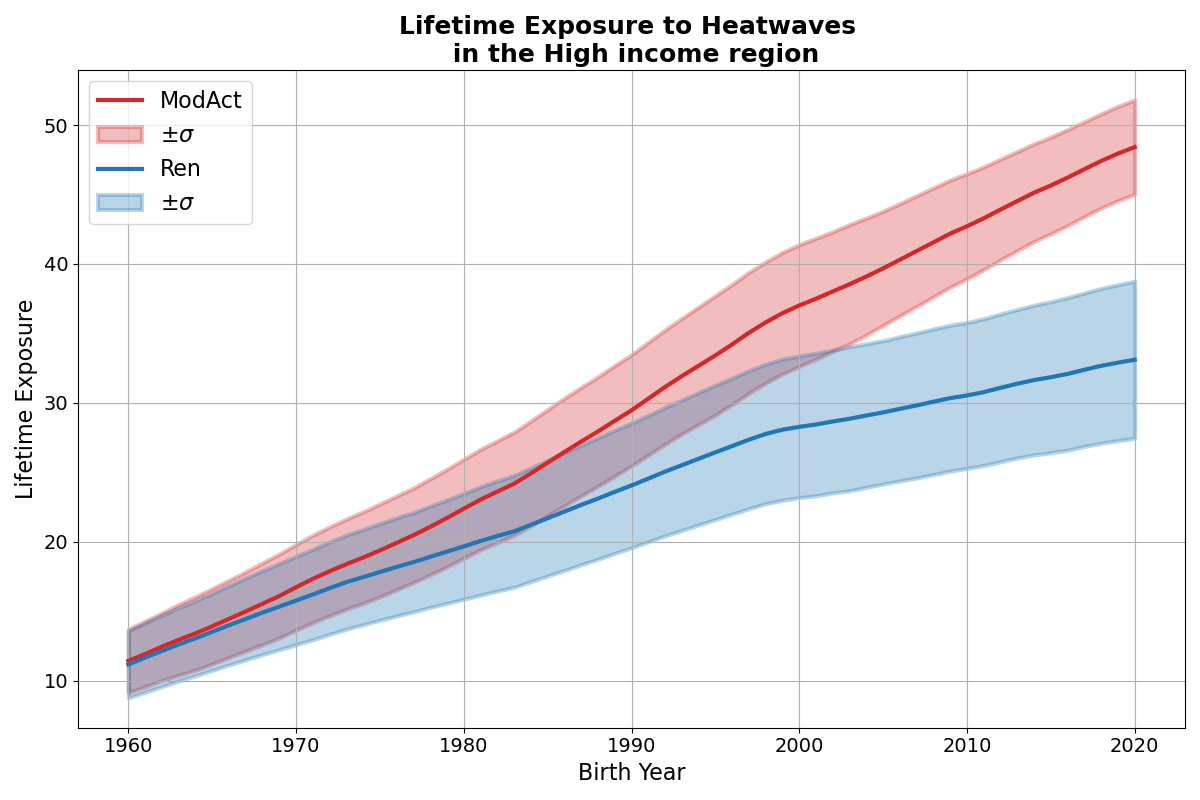 Lifetime Exposure to Heatwaves
in the High income region
ModAct
±σ
Ren
±σ
Lifetime Exposure
50
40
30
20
10
1960 1970 1980 1990 2000 2010 2020
Birth Year